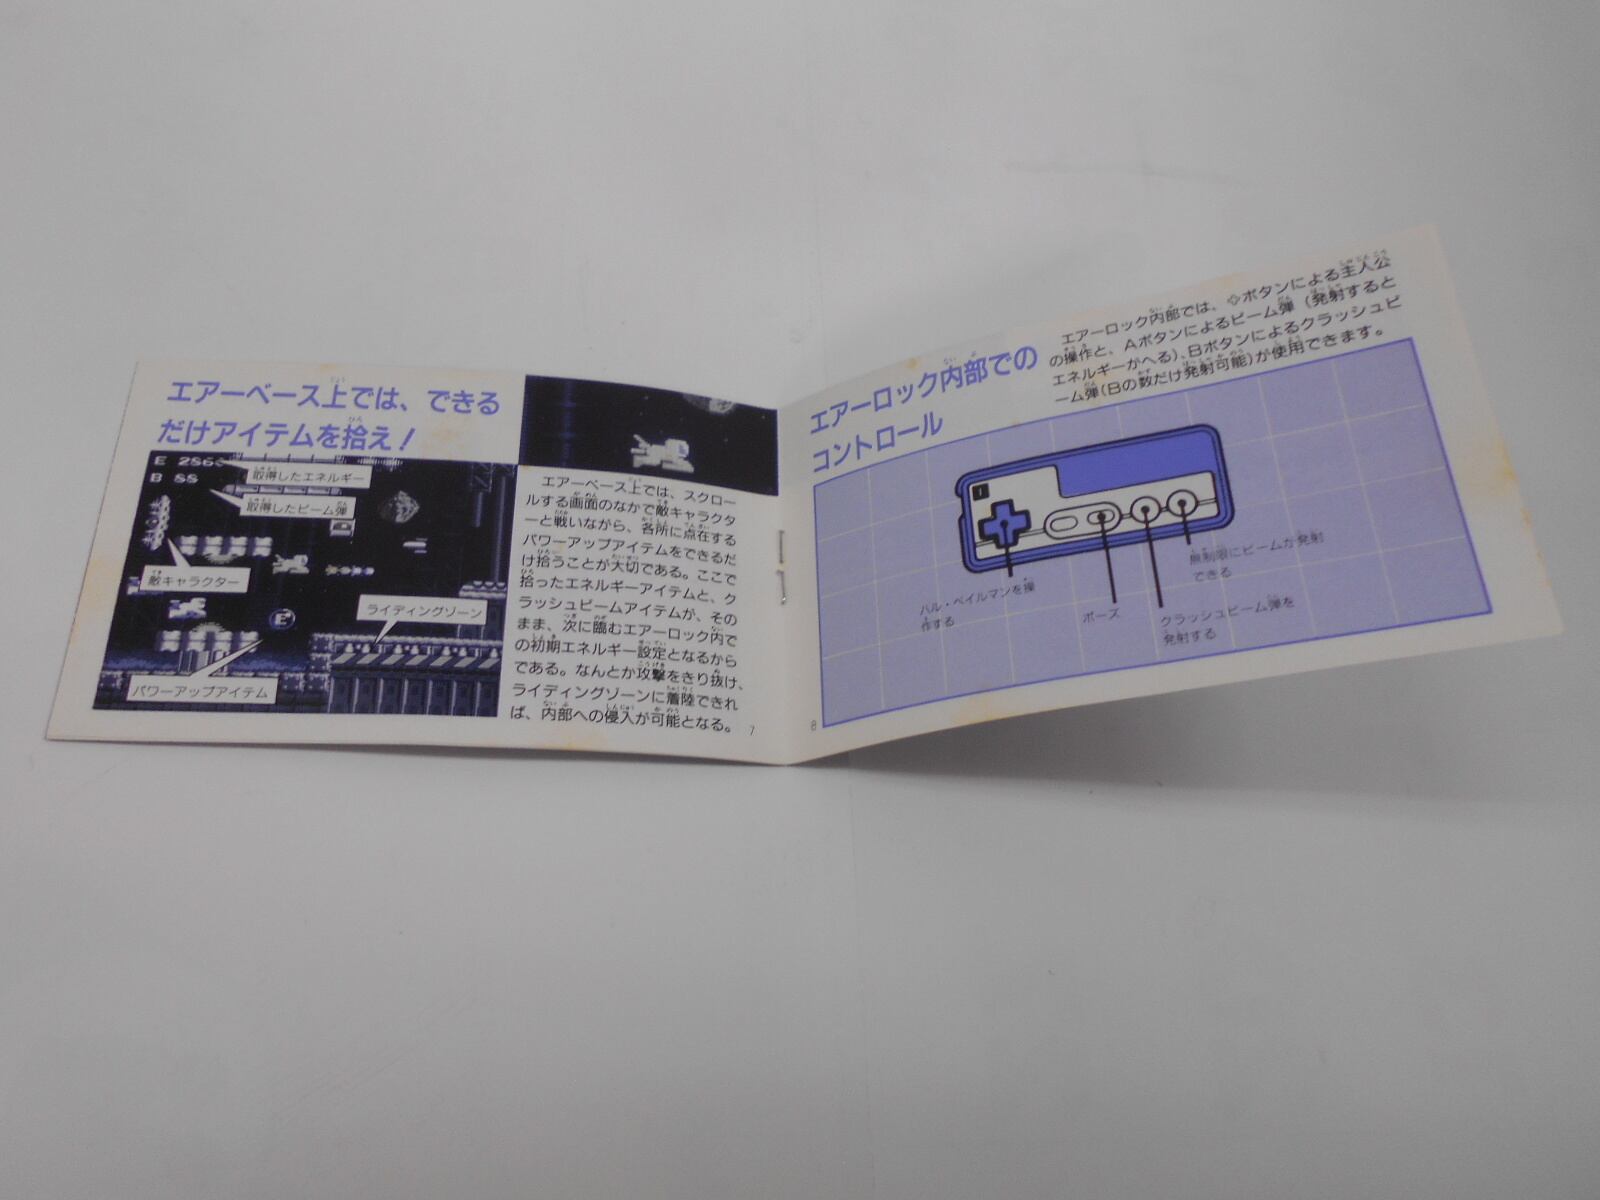 エアーベース上では、できる
だけアイテムを拾え!
E 286
B 88
取得したエネルギー
取得したビーム弾
敵キャラクター
ライディングゾーン
E
パワーアップアイテム
エアーベース上では、スクロー
ルする画面のなかで敵キャラクタ
ーと戦いながら、各所に点在する
パワーアップアイテムをできるだ
け拾うことが大切である。ここで
拾ったエネルギーアイテムと、ク
ラッシュビームアイテムが、その
まま、次に臨むエアーロック内で
の初期エネルギー設定となるから
である。なんとか攻撃をきり抜け、
ライディングゾーンに着陸できれ
ば、内部への侵入が可能となる。
7
エアーロック内部での
コントロール
エアーロック内部では、✥ボタンによる主人公
の操作と、Aボタンによるビーム弾(発射すると
エネルギーがへる)、Bボタンによるクラッシュビ
ーム弾(Bの数だけ発射可能)が使用できます。
I
ハル・ベイルマンを操
作する
ポーズ
クラッシュビーム弾を
発射する
無制限にビームが発射
できる
8